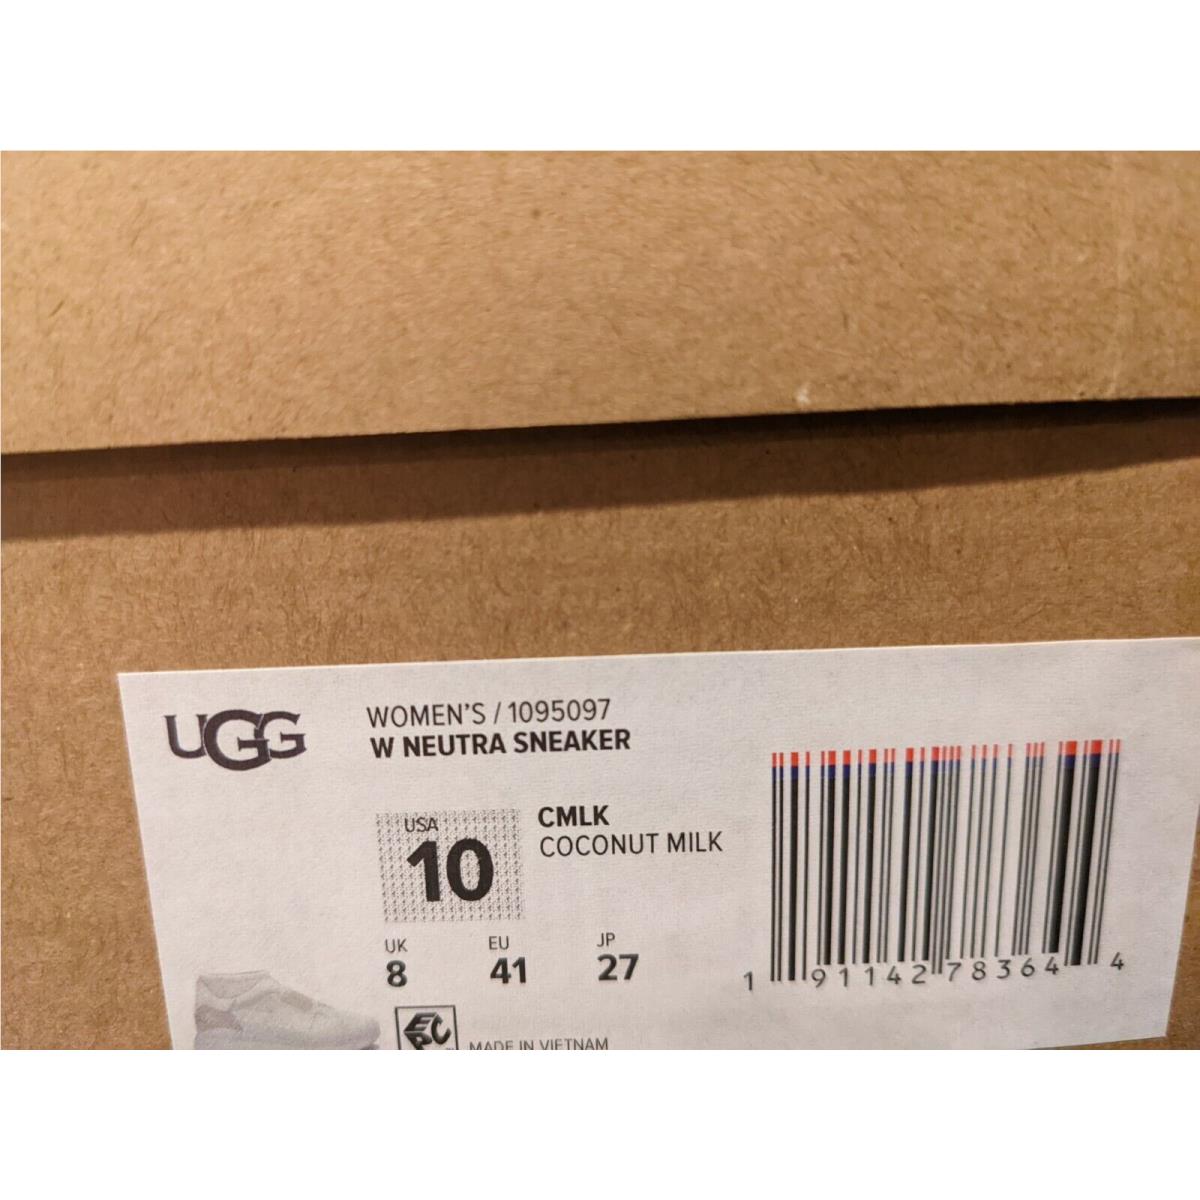 UGG
WOMEN'S / 1095097
W NEUTRA SNEAKER
USA
10
CMLK
COCONUT MILK
UK
8
EU
41
JP
27
1 91142 78364 4
MADE IN VIETNAM